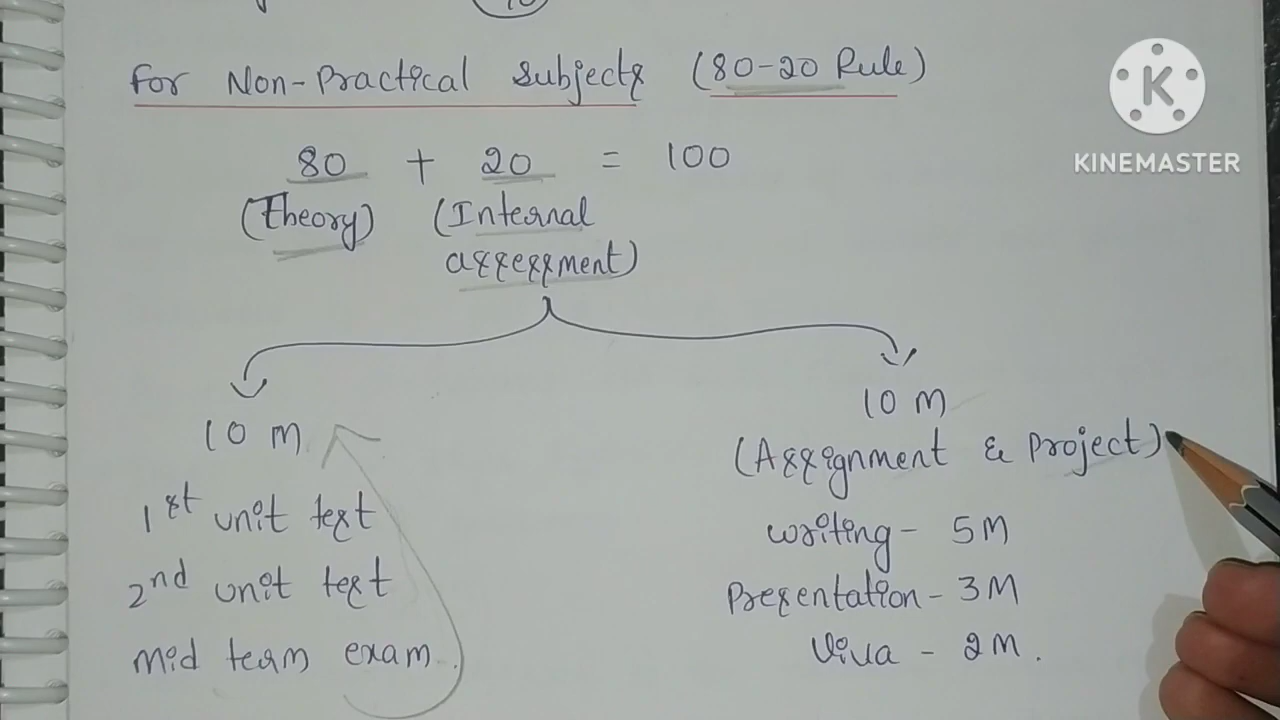 For Non-Practical Subjects (80-20 Rule)
K
KINEMASTER
80 + 20 = 100
(Theory) (Internal
assessment)
10 M
10 M
(Assignment & Project)
1st unit test
2nd unit test
Mid team exam.
writing - 5M
Presentation - 3M
Viva - 2M.